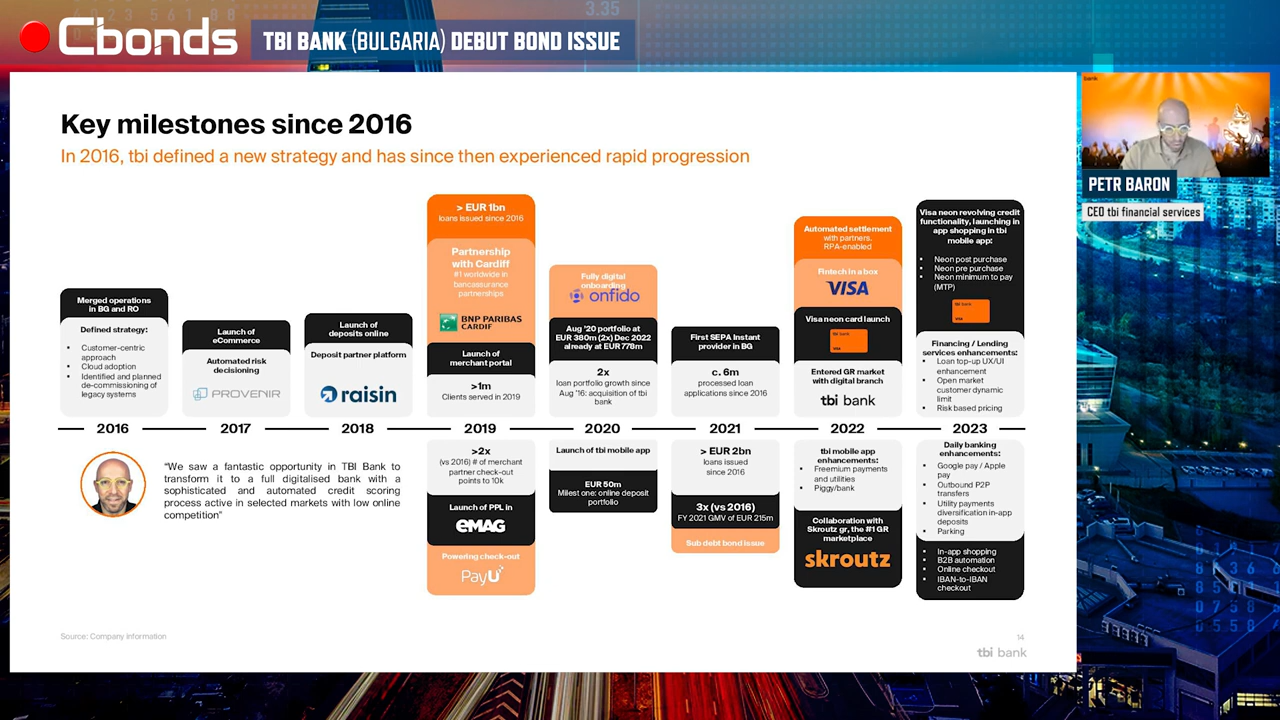 Cbonds
TBI BANK (BULGARIA) DEBUT BOND ISSUE
bank
PETR BARON
CEO tbi financial services
Key milestones since 2016
In 2016, tbi defined a new strategy and has since then experienced rapid progression
Merged operations
in BG and RO
Defined strategy:
• Customer-centric
approach
• Cloud adoption
• Identified and planned
de-commissioning of
legacy systems
Launch of
eCommerce
Automated risk
decisioning
PROVENIR
Launch of
deposits online
Deposit partner platform
raisin
> EUR 1bn
loans issued since 2016
Partnership
with Cardiff
#1 worldwide in
bancassurance
partnerships
BNP PARIBAS
CARDIF
Launch of
merchant portal
>1m
Clients served in 2019
Fully digital
onboarding
onfido
Aug '20 portfolio at
EUR 380m (2x) Dec 2022
already at EUR 778m
2x
loan portfolio growth since
Aug '16: acquisition of tbi
bank
First SEPA Instant
provider in BG
c. 6m
processed loan
applications since 2016
Automated settlement
with partners.
RPA-enabled
Fintech in a box
VISA
Visa neon card launch
Entered GR market
with digital branch
tbi bank
Visa neon revolving credit
functionality, launching in
app shopping in tbi
mobile app:
• Neon post purchase
• Neon pre purchase
• Neon minimum to pay
(MTP)
Financing / Lending
services enhancements:
• Loan top-up UX/UI
enhancement
• Open market
customer dynamic
limit
• Risk based pricing
2016
2017
2018
2019
2020
2021
2022
2023
"We saw a fantastic opportunity in TBI Bank to
transform it to a full digitalised bank with a
sophisticated and automated credit scoring
process active in selected markets with low online
competition"
>2x
(vs 2016) # of merchant
partner check-out
points to 10k
Launch of PPL in
eMAG
Powering check-out
PayU
Launch of tbi mobile app
EUR 50m
Milest one: online deposit
portfolio
> EUR 2bn
loans issued
since 2016
3x (vs 2016)
FY 2021 GMV of EUR 215m
Sub debt bond issue
tbi mobile app
enhancements:
• Freemium payments
and utilities
• Piggy/bank
Collaboration with
Skroutz gr, the #1 GR
marketplace
skroutz
Daily banking
enhancements:
• Google pay / Apple
pay
• Outbound P2P
transfers
• Utility payments
diversification in-app
deposits
• Parking
• In-app shopping
• B2B automation
• Online checkout
• IBAN-to-IBAN
checkout
Source: Company information
14
tbi bank